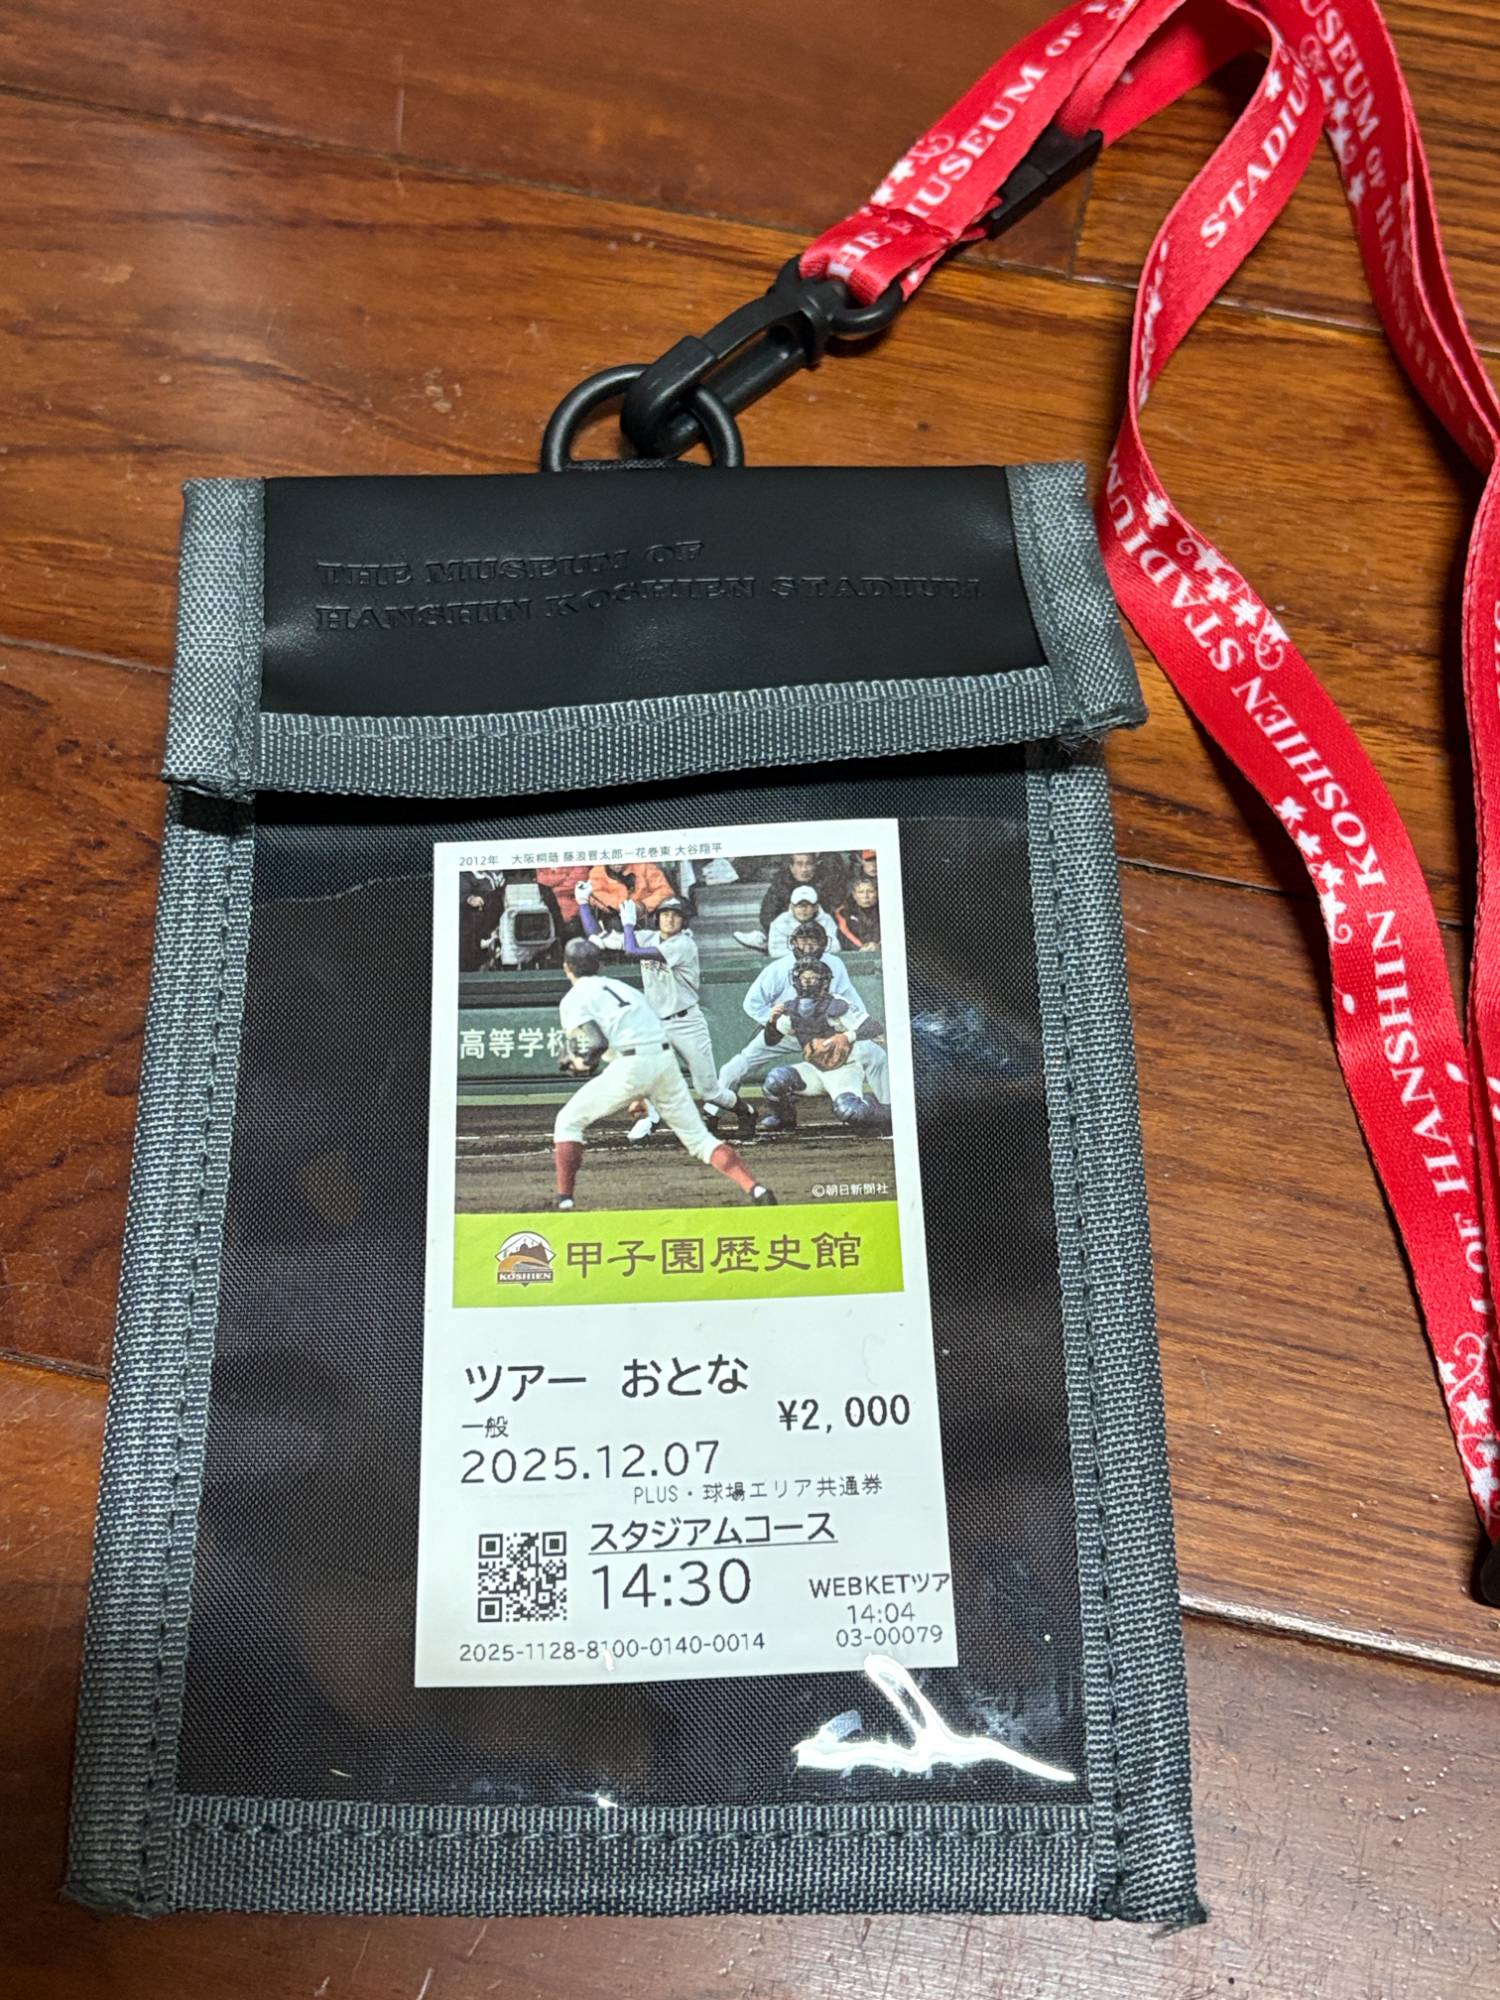 THE MUSEUM OF
HANSHIN KOSHIEN STADIUM
2012年 大阪桐蔭 藤浪晋太郎－花巻東 大谷翔平
1
高等学校
©朝日新聞社
KOSHIEN
甲子園歴史館
ツアー おとな
一般
¥2,000
2025.12.07
PLUS・球場エリア共通券
スタジアムコース
14:30
WEBKETツア
14:04
2025-1128-8100-0140-0014
03-00079
HE MUSEUM OF
STADIUM
USEUM OF HANSHIN K
OF HANSHIN KOSHIEN STADIUM